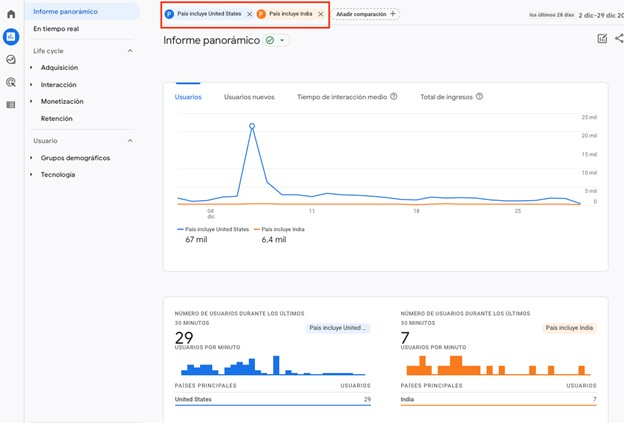 Informe panorámico
En tiempo real
Life cycle
Adquisición
Interacción
Monetización
Retención
Usuario
Grupos demográficos
Tecnología
P País incluye United States
P País incluye India
Añadir comparación
los últimos 28 días 2 dic-29 dic 20
Informe panorámico
Usuarios Usuarios nuevos Tiempo de interacción medio Total de ingresos
25 mil
20 mil
15 mil
10 mil
5 mil
0
04 11 18 25
dic
País incluye United States País incluye India
67 mil 6,4 mil
NÚMERO DE USUARIOS DURANTE LOS ÚLTIMOS
30 MINUTOS
País incluye United ...
29
USUARIOS POR MINUTO
PAÍSES PRINCIPALES USUARIOS
United States 29
NÚMERO DE USUARIOS DURANTE LOS ÚLTIMOS
30 MINUTOS
País incluye India
7
USUARIOS POR MINUTO
PAÍSES PRINCIPALES USUARIOS
India 7